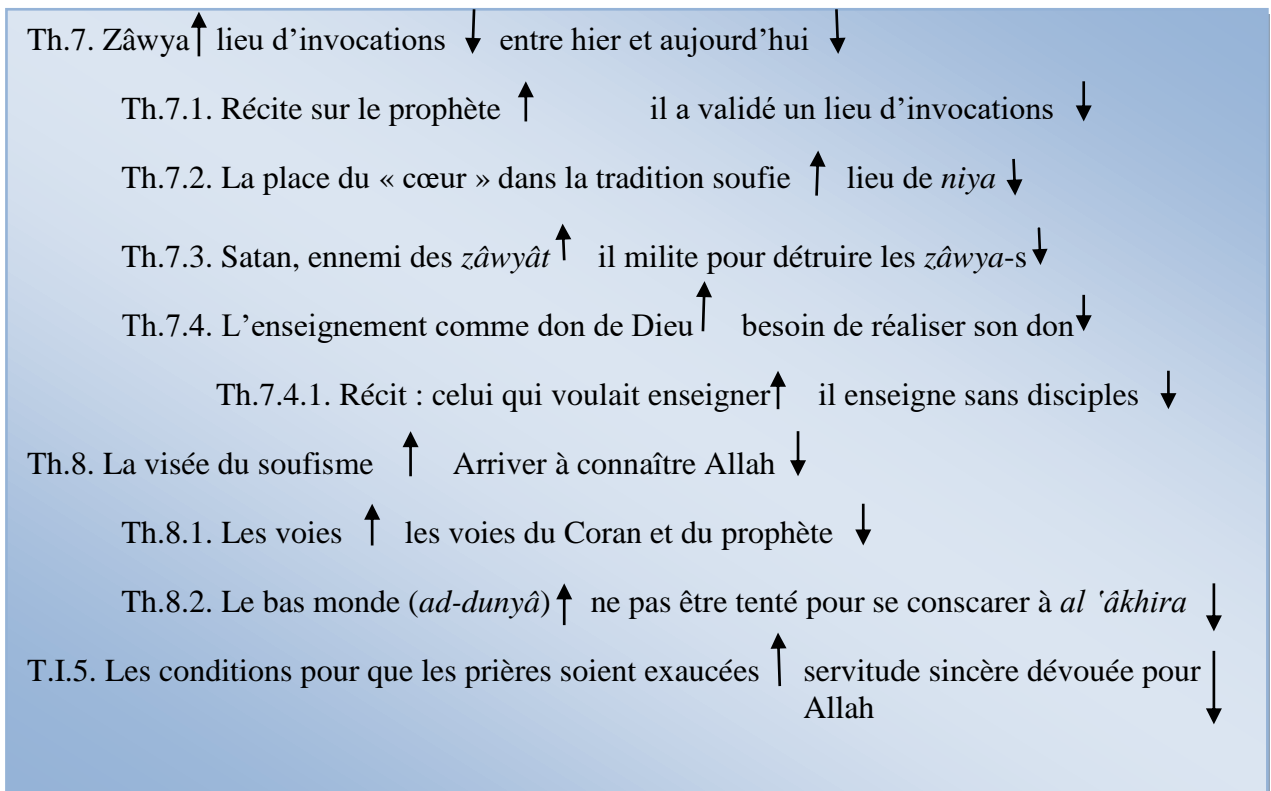 Th.7. Zâwya↑ lieu d’invocations ↓ entre hier et aujourd’hui ↓
Th.7.1. Récite sur le prophète ↑ il a validé un lieu d’invocations ↓
Th.7.2. La place du « cœur » dans la tradition soufie ↑ lieu de niya ↓
Th.7.3. Satan, ennemi des zâwyât ↑ il milite pour détruire les zâwya-s ↓
Th.7.4. L’enseignement comme don de Dieu ↑ besoin de réaliser son don ↓
Th.7.4.1. Récit : celui qui voulait enseigner ↑ il enseigne sans disciples ↓
Th.8. La visée du soufisme ↑ Arriver à connaître Allah ↓
Th.8.1. Les voies ↑ les voies du Coran et du prophète ↓
Th.8.2. Le bas monde (ad-dunyâ) ↑ ne pas être tenté pour se conscarer à al ‛âkhira ↓
T.I.5. Les conditions pour que les prières soient exaucées ↑ servitude sincère dévouée pour ↓
Allah